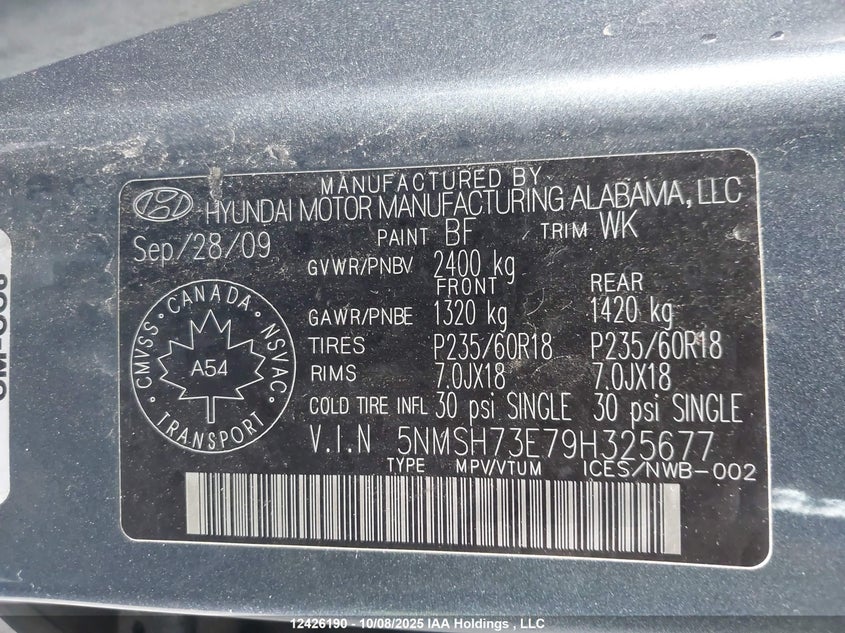 MANUFACTURED BY
HYUNDAI MOTOR MANUFACTURING ALABAMA, LLC
Sep/28/09 PAINT BF TRIM WK
GVWR/PNBV 2400 kg
FRONT REAR
GAWR/PNBE 1320 kg 1420 kg
TIRES P235/60R18 P235/60R18
RIMS 7.0JX18 7.0JX18
COLD TIRE INFL 30 psi SINGLE 30 psi SINGLE
V.I.N 5NMSH73E79H325677
TYPE MPV/VTUM ICES/NWB-002
CMVSS · CANADA · NSVAC
A54
TRANSPORT
12426190 - 10/08/2025 IAA Holdings , LLC